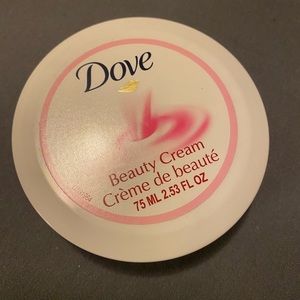 Dove
Beauty Cream
Crème de beauté
75 ML 2.53 FL OZ